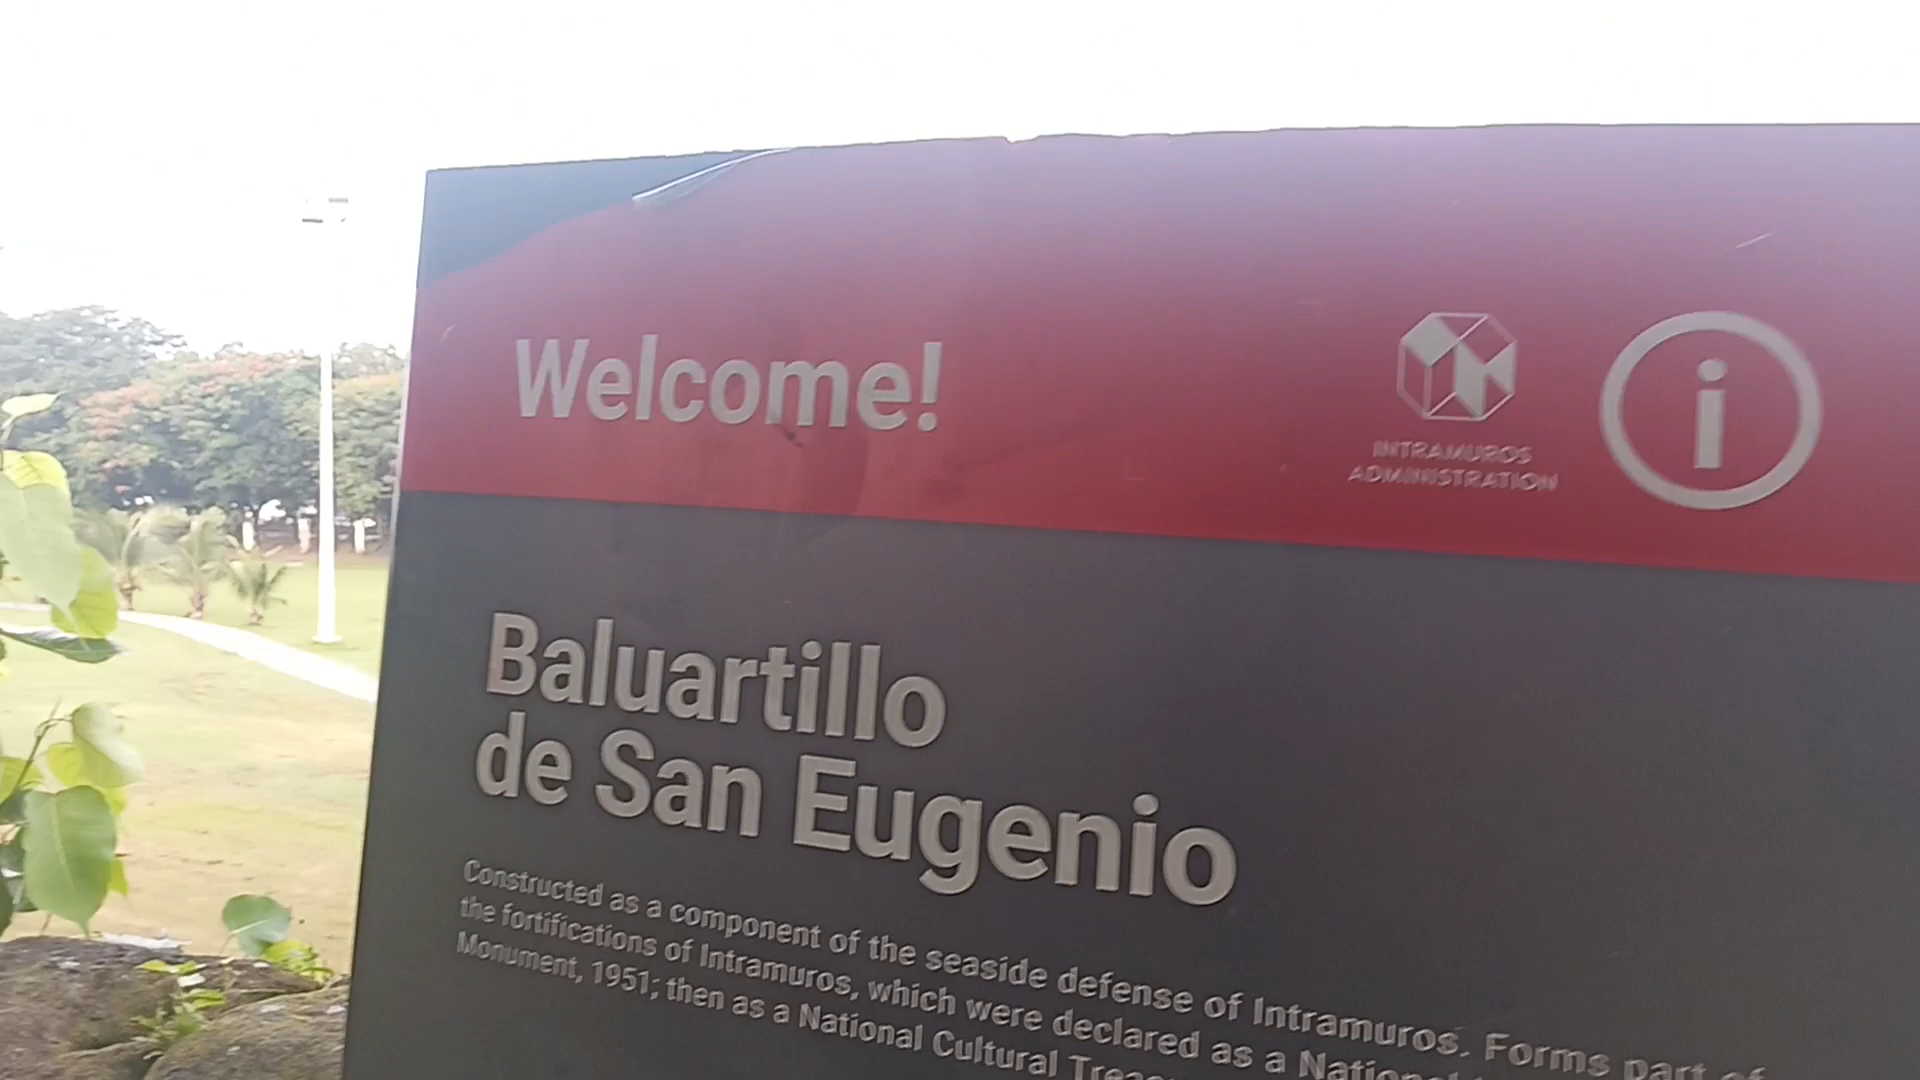 Welcome!
INTRAMUROS
ADMINISTRATION
i
Baluartillo
de San Eugenio
Constructed as a component of the seaside defense of Intramuros. Forms part of
the fortifications of Intramuros, which were declared as a National
Monument, 1951; then as a National Cultural